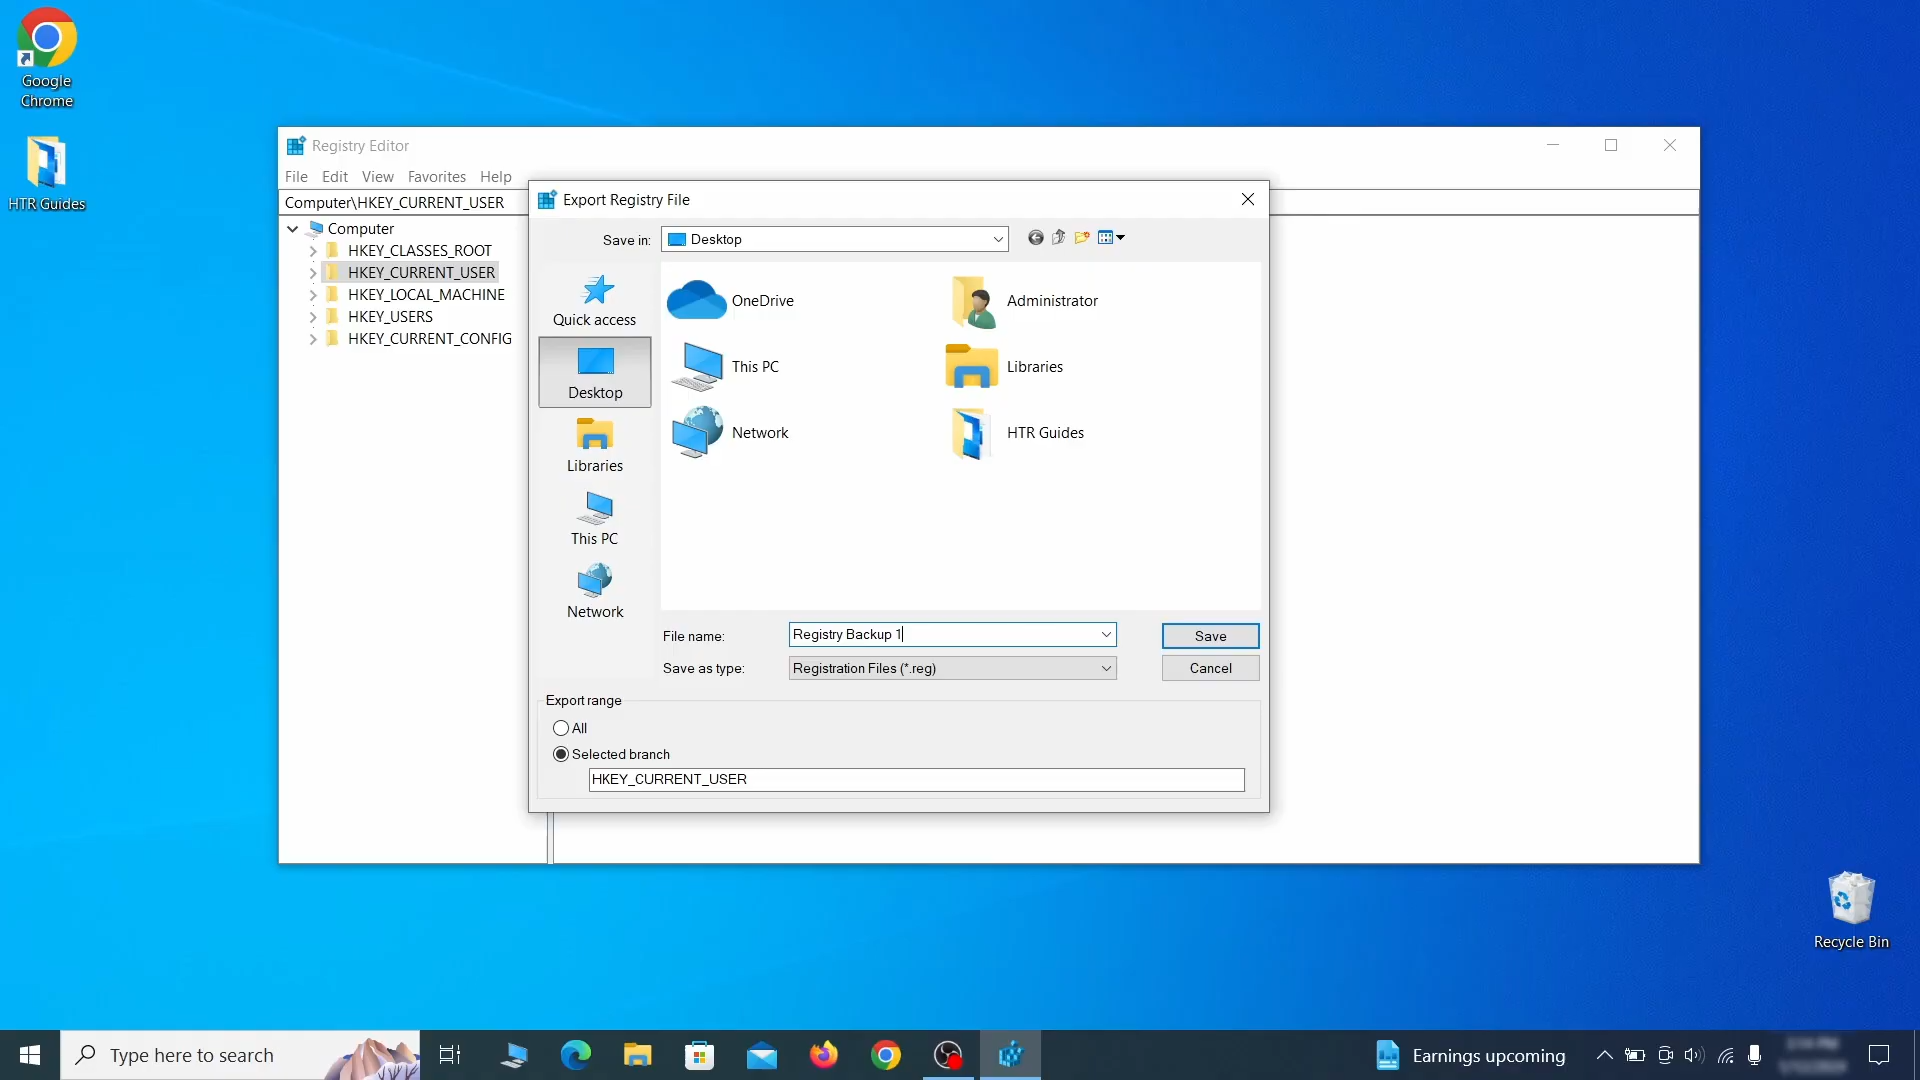 Google
Chrome
HTR Guides
Registry Editor
File Edit View Favorites Help
Computer\HKEY_CURRENT_USER
Computer
HKEY_CLASSES_ROOT
HKEY_CURRENT_USER
HKEY_LOCAL_MACHINE
HKEY_USERS
HKEY_CURRENT_CONFIG
Export Registry File
Save in: Desktop
Quick access
Desktop
Libraries
This PC
Network
OneDrive
Administrator
This PC
Libraries
Network
HTR Guides
File name: Registry Backup 1
Save
Save as type: Registration Files (*.reg)
Cancel
Export range
All
Selected branch
HKEY_CURRENT_USER
Recycle Bin
Type here to search
Earnings upcoming